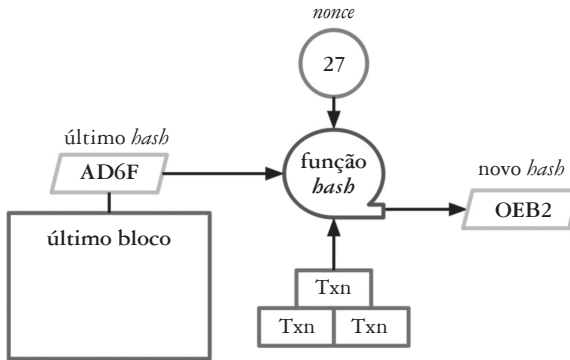 nonce
27
último hash
AD6F
função
hash
novo hash
OEB2
último bloco
Txn
Txn Txn